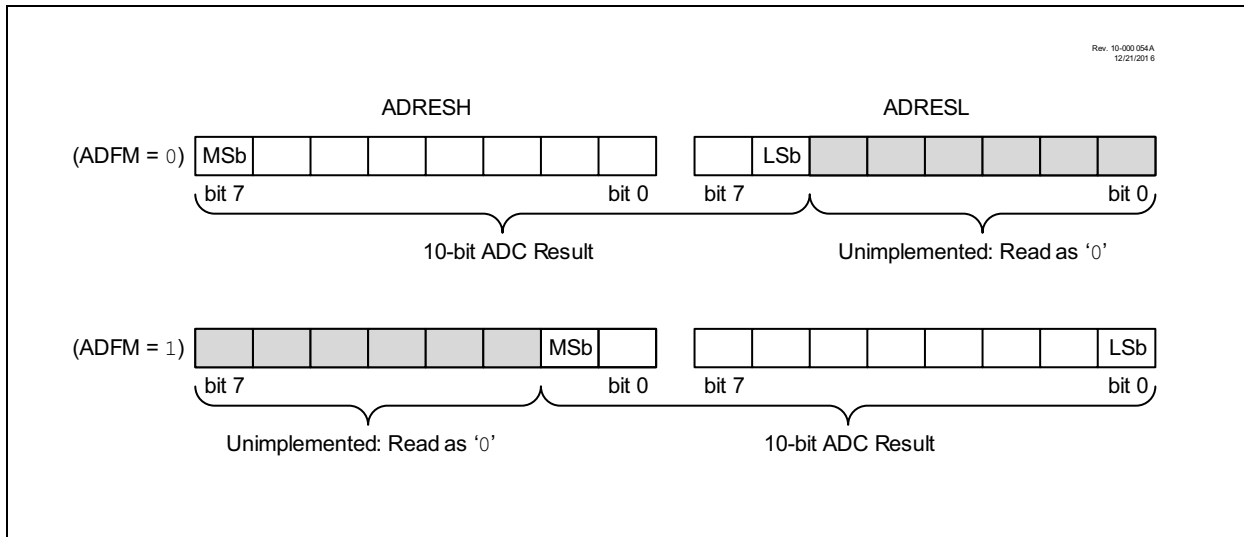 Rev. 10-000 054A
12/21/201 6
ADRESH ADRESL
(ADFM = 0) MSb LSb
bit 7 bit 0 bit 7 bit 0
10-bit ADC Result Unimplemented: Read as ‘0’
(ADFM = 1) MSb LSb
bit 7 bit 0 bit 7 bit 0
Unimplemented: Read as ‘0’ 10-bit ADC Result